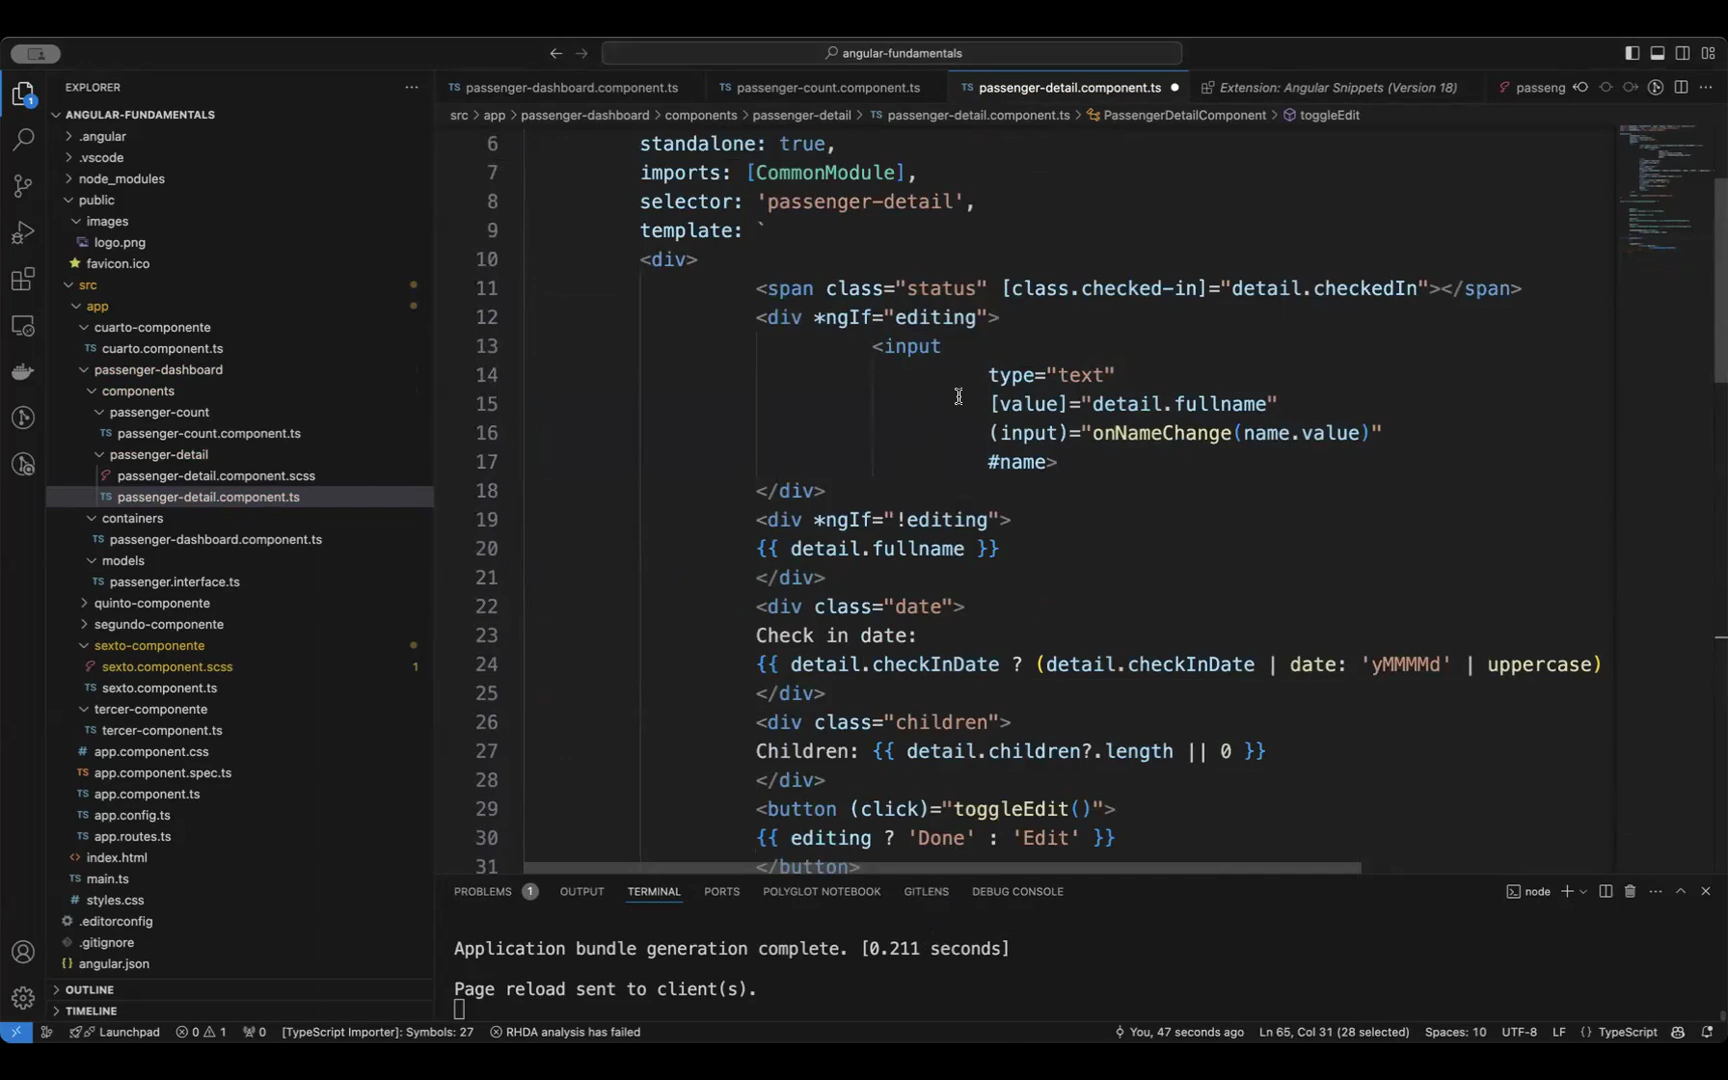 angular-fundamentals
EXPLORER
passenger-dashboard.component.ts
passenger-count.component.ts
passenger-detail.component.ts
Extension: Angular Snippets (Version 18)
passeng
src > app > passenger-dashboard > components > passenger-detail > passenger-detail.component.ts > PassengerDetailComponent > toggleEdit
ANGULAR-FUNDAMENTALS
.angular
.vscode
node_modules
public
images
logo.png
favicon.ico
src
app
cuarto-componente
cuarto.component.ts
passenger-dashboard
components
passenger-count
passenger-count.component.ts
passenger-detail
passenger-detail.component.scss
passenger-detail.component.ts
containers
passenger-dashboard.component.ts
models
passenger.interface.ts
quinto-componente
segundo-componente
sexto-componente
sexto.component.scss 1
sexto.component.ts
tercer-componente
tercer-component.ts
app.component.css
app.component.spec.ts
app.component.ts
app.config.ts
app.routes.ts
index.html
main.ts
styles.css
.editorconfig
.gitignore
angular.json
OUTLINE
TIMELINE
6 standalone: true,
7 imports: [CommonModule],
8 selector: 'passenger-detail',
9 template: `
10 <div>
11 <span class="status" [class.checked-in]="detail.checkedIn"></span>
12 <div *ngIf="editing">
13 <input
14 type="text"
15 [value]="detail.fullname"
16 (input)="onNameChange(name.value)"
17 #name>
18 </div>
19 <div *ngIf="!editing">
20 {{ detail.fullname }}
21 </div>
22 <div class="date">
23 Check in date:
24 {{ detail.checkInDate ? (detail.checkInDate | date: 'yMMMMd' | uppercase)
25 </div>
26 <div class="children">
27 Children: {{ detail.children?.length || 0 }}
28 </div>
29 <button (click)="toggleEdit()">
30 {{ editing ? 'Done' : 'Edit' }}
31 </button>
PROBLEMS 1 OUTPUT TERMINAL PORTS POLYGLOT NOTEBOOK GITLENS DEBUG CONSOLE
node
Application bundle generation complete. [0.211 seconds]
Page reload sent to client(s).
Launchpad 0 1 0 [TypeScript Importer]: Symbols: 27 RHDA analysis has failed You, 47 seconds ago Ln 65, Col 31 (28 selected) Spaces: 10 UTF-8 LF {} TypeScript